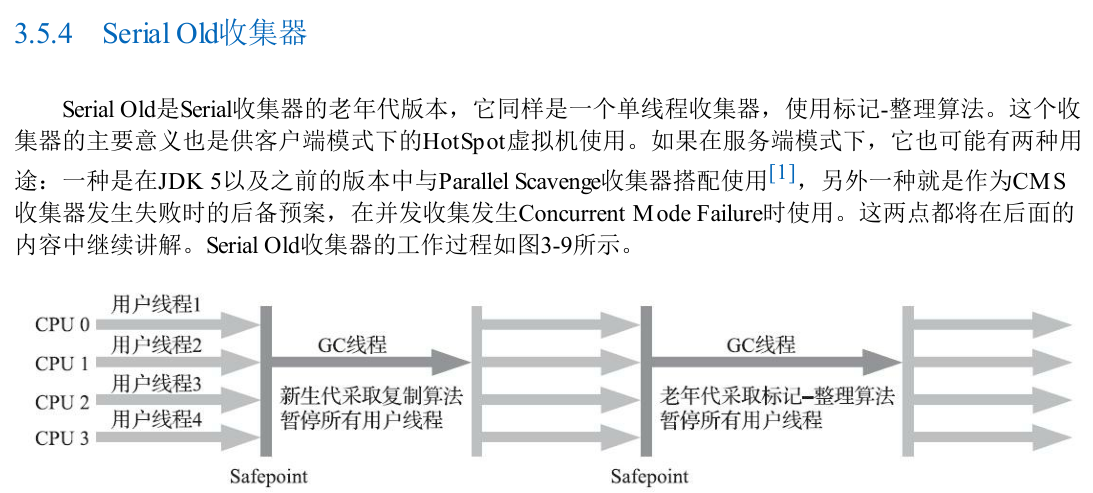 3.5.4 Serial Old收集器
Serial Old是Serial收集器的老年代版本，它同样是一个单线程收集器，使用标记-整理算法。这个收
集器的主要意义也是供客户端模式下的HotSpot虚拟机使用。如果在服务端模式下，它也可能有两种用
途：一种是在JDK 5以及之前的版本中与Parallel Scavenge收集器搭配使用[1]，另外一种就是作为CMS
收集器发生失败时的后备预案，在并发收集发生Concurrent Mode Failure时使用。这两点都将在后面的
内容中继续讲解。Serial Old收集器的工作过程如图3-9所示。
用户线程1
CPU 0
用户线程2
CPU 1
用户线程3
CPU 2
用户线程4
CPU 3
GC线程
新生代采取复制算法
暂停所有用户线程
Safepoint
GC线程
老年代采取标记–整理算法
暂停所有用户线程
Safepoint